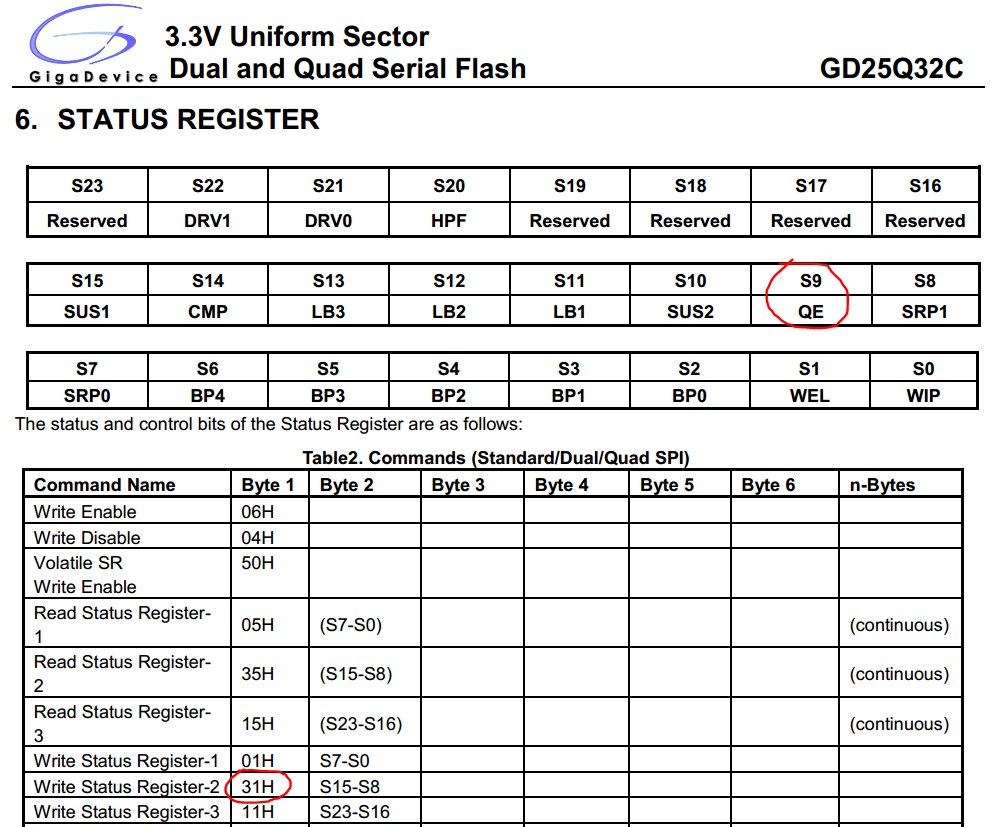 GigaDevice
3.3V Uniform Sector
Dual and Quad Serial Flash
GD25Q32C
6. STATUS REGISTER
S23 S22 S21 S20 S19 S18 S17 S16
Reserved DRV1 DRV0 HPF Reserved Reserved Reserved Reserved
S15 S14 S13 S12 S11 S10 S9 S8
SUS1 CMP LB3 LB2 LB1 SUS2 QE SRP1
S7 S6 S5 S4 S3 S2 S1 S0
SRP0 BP4 BP3 BP2 BP1 BP0 WEL WIP
The status and control bits of the Status Register are as follows:
Table2. Commands (Standard/Dual/Quad SPI)
Command Name Byte 1 Byte 2 Byte 3 Byte 4 Byte 5 Byte 6 n-Bytes
Write Enable 06H
Write Disable 04H
Volatile SR 50H
Write Enable
Read Status Register-
1 05H (S7-S0) (continuous)
Read Status Register-
2 35H (S15-S8) (continuous)
Read Status Register-
3 15H (S23-S16) (continuous)
Write Status Register-1 01H S7-S0
Write Status Register-2 31H S15-S8
Write Status Register-3 11H S23-S16